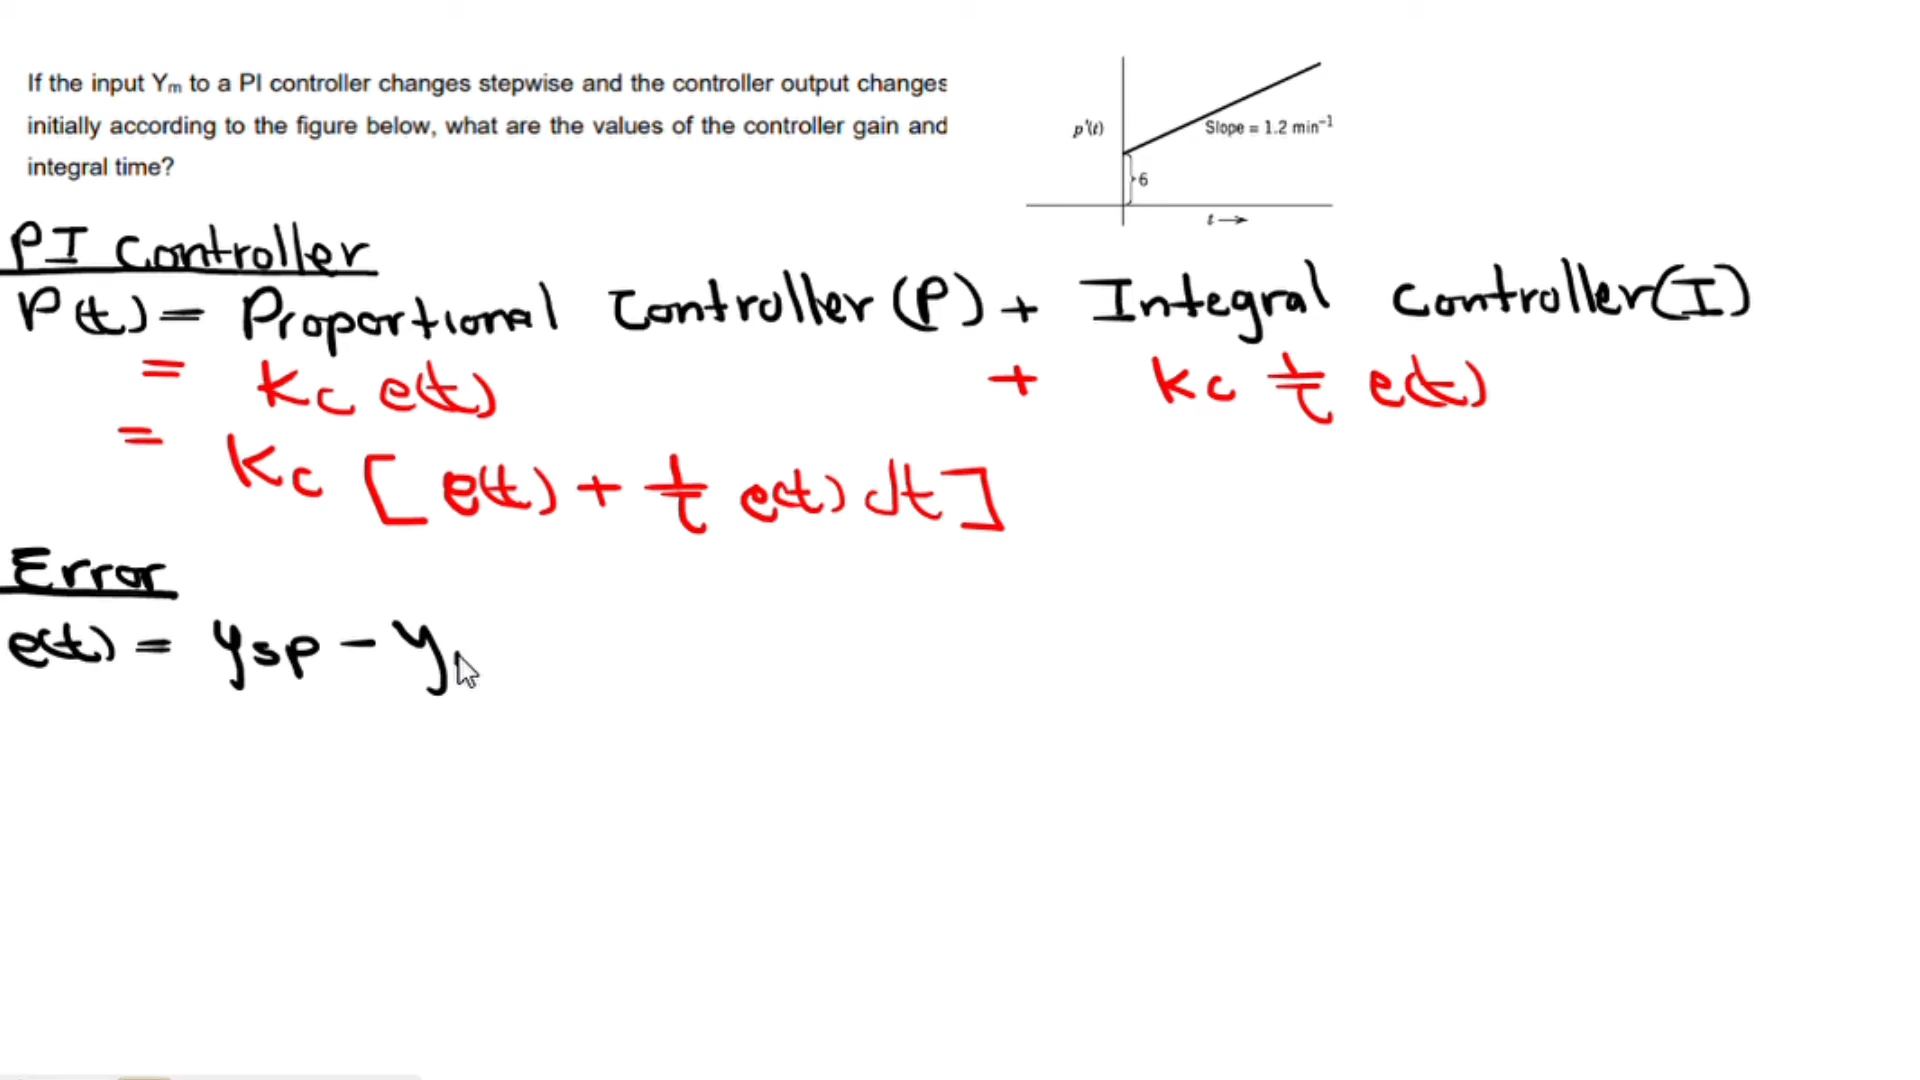 If the input Ym to a PI controller changes stepwise and the controller output changes
initially according to the figure below, what are the values of the controller gain and
integral time?
p'(t)
Slope = 1.2 min⁻¹
6
t →
PI Controller
P(t) = Proportional Controller (P) + Integral Controller (I)
= Kc e(t) + Kc 1/τ e(t)
= Kc [ e(t) + 1/τ e(t) dt ]
Error
e(t) = ysp - y